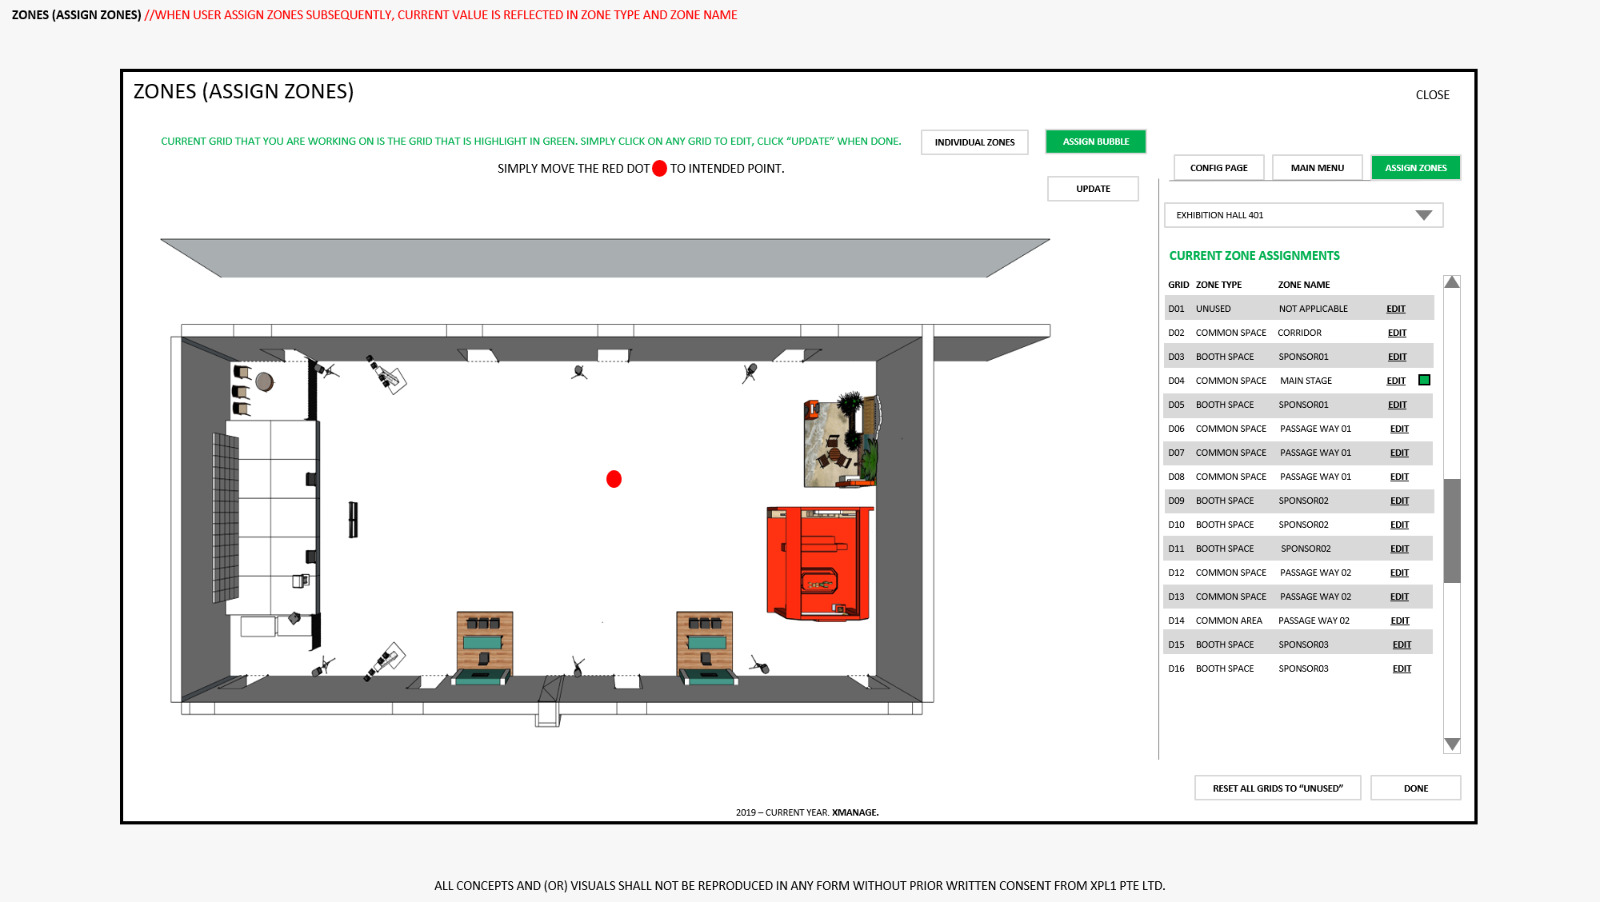 ZONES (ASSIGN ZONES) //WHEN USER ASSIGN ZONES SUBSEQUENTLY, CURRENT VALUE IS REFLECTED IN ZONE TYPE AND ZONE NAME
ZONES (ASSIGN ZONES)
CLOSE
CURRENT GRID THAT YOU ARE WORKING ON IS THE GRID THAT IS HIGHLIGHT IN GREEN. SIMPLY CLICK ON ANY GRID TO EDIT, CLICK “UPDATE” WHEN DONE.
INDIVIDUAL ZONES
ASSIGN BUBBLE
SIMPLY MOVE THE RED DOT TO INTENDED POINT.
UPDATE
CONFIG PAGE
MAIN MENU
ASSIGN ZONES
EXHIBITION HALL 401
CURRENT ZONE ASSIGNMENTS
GRID ZONE TYPE ZONE NAME
D01 UNUSED NOT APPLICABLE EDIT
D02 COMMON SPACE CORRIDOR EDIT
D03 BOOTH SPACE SPONSOR01 EDIT
D04 COMMON SPACE MAIN STAGE EDIT
D05 BOOTH SPACE SPONSOR01 EDIT
D06 COMMON SPACE PASSAGE WAY 01 EDIT
D07 COMMON SPACE PASSAGE WAY 01 EDIT
D08 COMMON SPACE PASSAGE WAY 01 EDIT
D09 BOOTH SPACE SPONSOR02 EDIT
D10 BOOTH SPACE SPONSOR02 EDIT
D11 BOOTH SPACE SPONSOR02 EDIT
D12 COMMON SPACE PASSAGE WAY 02 EDIT
D13 COMMON SPACE PASSAGE WAY 02 EDIT
D14 COMMON AREA PASSAGE WAY 02 EDIT
D15 BOOTH SPACE SPONSOR03 EDIT
D16 BOOTH SPACE SPONSOR03 EDIT
RESET ALL GRIDS TO “UNUSED”
DONE
2019 – CURRENT YEAR. XMANAGE.
ALL CONCEPTS AND (OR) VISUALS SHALL NOT BE REPRODUCED IN ANY FORM WITHOUT PRIOR WRITTEN CONSENT FROM XPL1 PTE LTD.